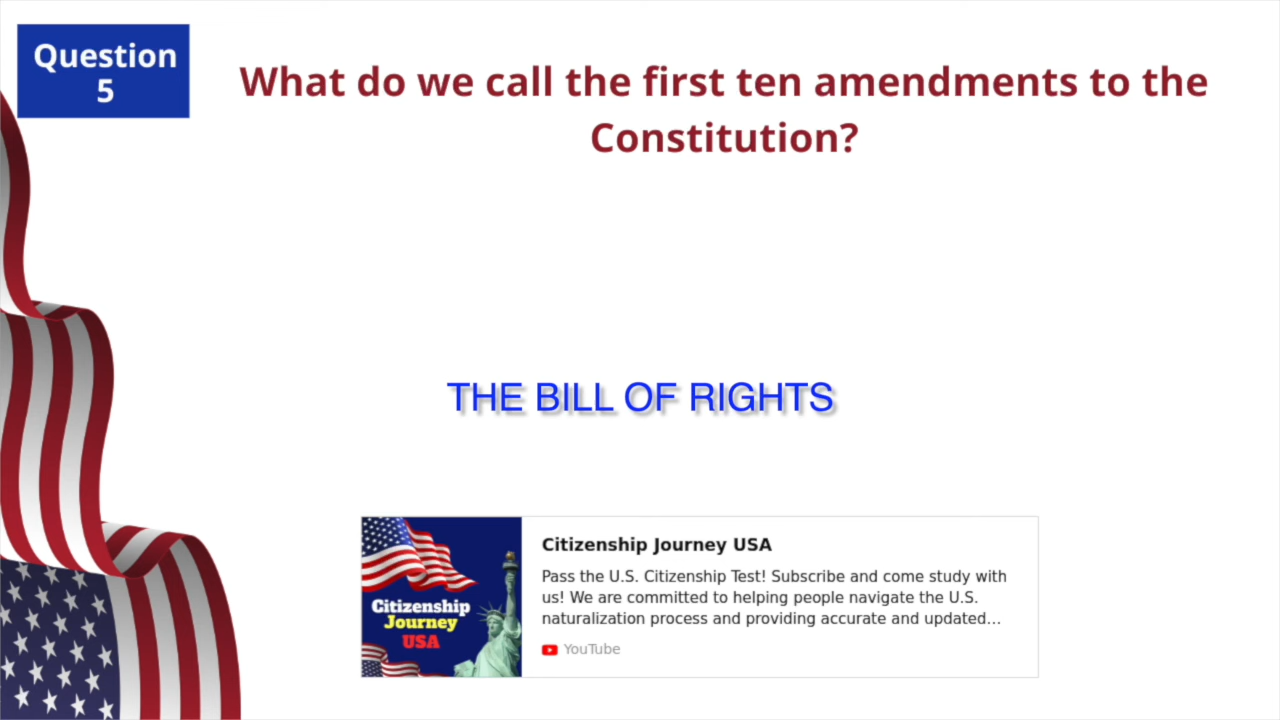 Question
5
What do we call the first ten amendments to the
Constitution?
THE BILL OF RIGHTS
Citizenship
Journey
USA
Citizenship Journey USA
Pass the U.S. Citizenship Test! Subscribe and come study with
us! We are committed to helping people navigate the U.S.
naturalization process and providing accurate and updated...
YouTube